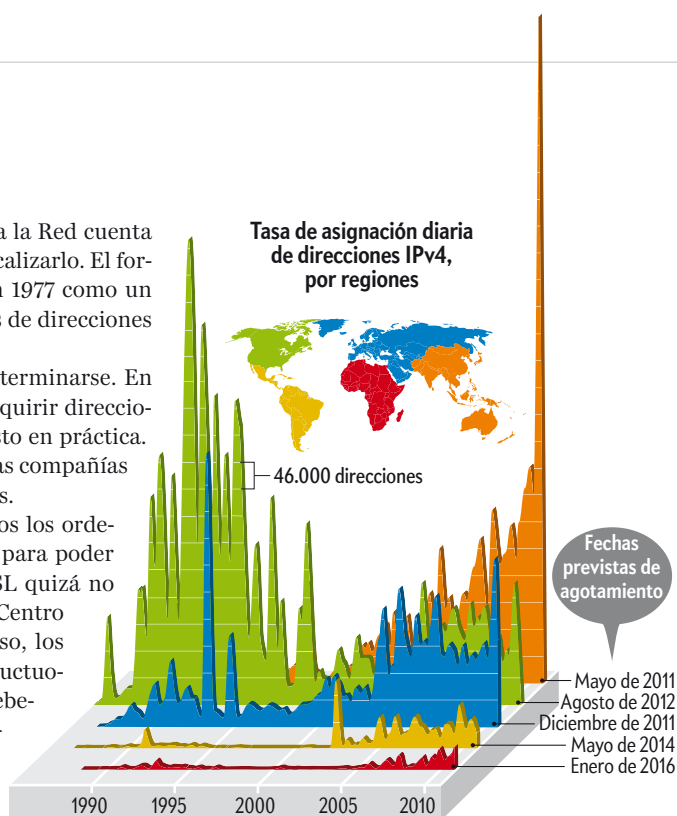 a la Red cuenta
calizarlo. El for-
n 1977 como un
s de direcciones
terminarse. En
quirir direccio-
sto en práctica.
as compañías
s.
os los orde-
para poder
SL quizá no
Centro
so, los
uctuo-
ebe-
Tasa de asignación diaria
de direcciones IPv4,
por regiones
46.000 direcciones
Fechas
previstas de
agotamiento
Mayo de 2011
Agosto de 2012
Diciembre de 2011
Mayo de 2014
Enero de 2016
1990 1995 2000 2005 2010